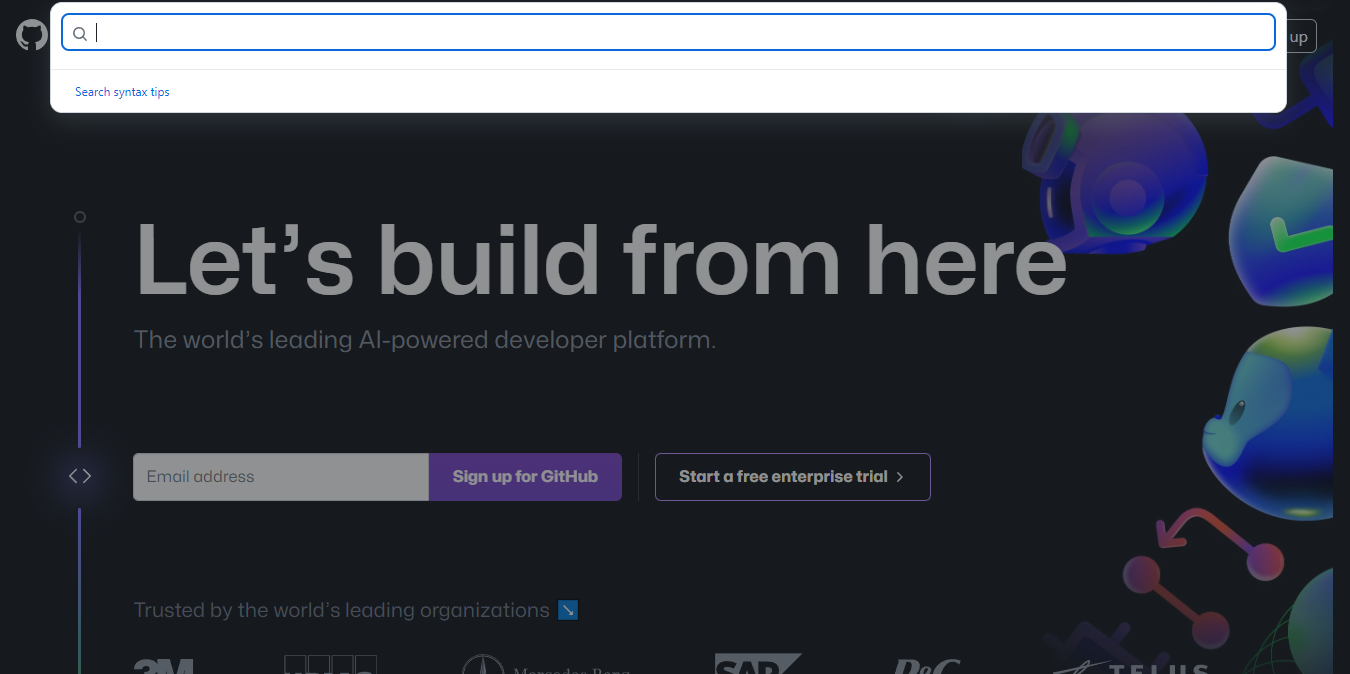 up
Search syntax tips
Let’s build from here
The world’s leading AI-powered developer platform.
Email address
Sign up for GitHub
Start a free enterprise trial
Trusted by the world’s leading organizations
3M
Mercedes-Benz
SAP
P&G
TELUS